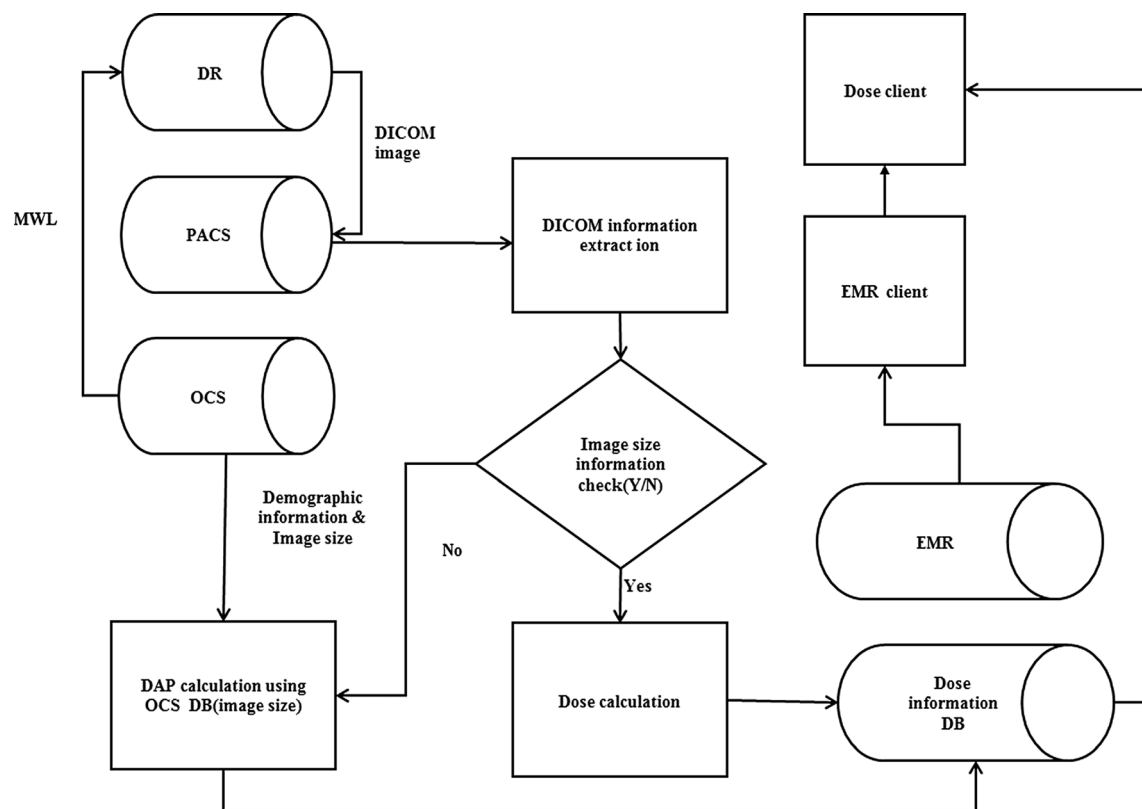 DR
DICOM
image
MWL
PACS
OCS
Demographic
information &
Image size
DAP calculation using
OCS DB(image size)
DICOM information
extract ion
Image size
information
check(Y/N)
No
Yes
Dose calculation
Dose client
EMR client
EMR
Dose
information
DB